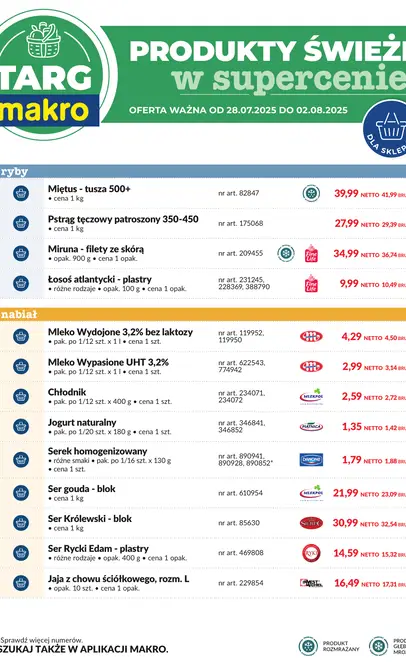 TARG
makro
PRODUKTY ŚWIEŻE
w supercenie
OFERTA WAŻNA OD 28.07.2025 DO 02.08.2025
DLA SKLEP
ryby
Miętus - tusza 500+
• cena 1 kg
nr art. 82847
39,99 NETTO 41,99 BRU
Pstrąg tęczowy patroszony 350-450
• cena 1 kg
nr art. 175068
27,99 NETTO 29,39 BRU
Miruna - filety ze skórą
• opak. 900 g • cena 1 opak.
nr art. 209455
Fine Life
34,99 NETTO 36,74 BRU
Łosoś atlantycki - plastry
• różne rodzaje • opak. 100 g • cena 1 opak.
nr art. 231245,
228369, 388790
Fine Life
9,99 NETTO 10,49 BRU
nabiał
Mleko Wydojone 3,2% bez laktozy
• pak. po 1/12 szt. x 1 l • cena 1 szt.
nr art. 119952,
119950
4,29 NETTO 4,50 BRU
Mleko Wypasione UHT 3,2%
• pak. po 1/12 szt. x 1 l • cena 1 szt.
nr art. 622543,
774942
2,99 NETTO 3,14 BRU
Chłodnik
• pak. po 1/12 szt. x 400 g • cena 1 szt.
nr art. 234071,
234072
MLEKPOL
2,59 NETTO 2,72 BRU
Jogurt naturalny
• pak. po 1/20 szt. x 180 g • cena 1 szt.
nr art. 346841,
346852
PIĄTNICA
1,35 NETTO 1,42 BRU
Serek homogenizowany
• różne smaki • pak. po 1/16 szt. x 130 g
• cena 1 szt.
nr art. 890941,
890928, 890852*
DANONE
1,79 NETTO 1,88 BRU
Ser gouda - blok
• cena 1 kg
nr art. 610954
MLEKPOL
21,99 NETTO 23,09 BRU
Ser Królewski - blok
• cena 1 kg
nr art. 85630
30,99 NETTO 32,54 BRU
Ser Rycki Edam - plastry
• różne rodzaje • opak. 400 g • cena 1 opak.
nr art. 469808
RYKI
14,59 NETTO 15,32 BRU
Jaja z chowu ściółkowego, rozm. L
• opak. 10 szt. • cena 1 opak.
nr art. 229854
16,49 NETTO 17,31 BRU
Sprawdź więcej numerów.
SZUKAJ TAKŻE W APLIKACJI MAKRO.
PRODUKT
ROZMRAŻANY